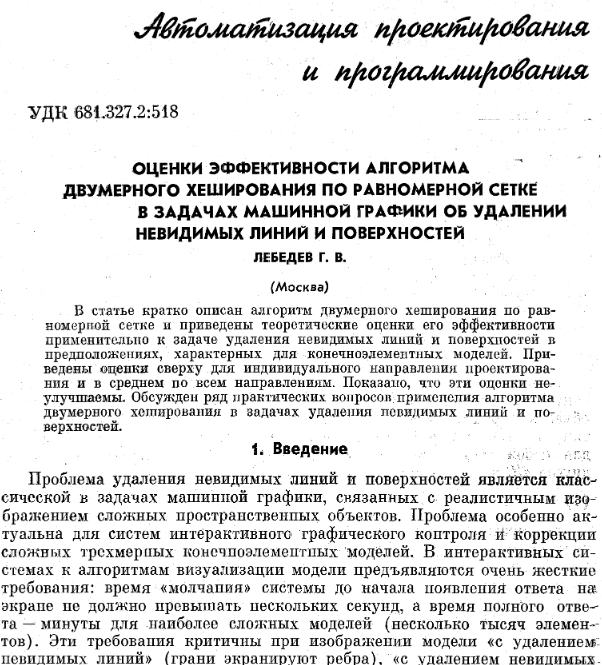 Автоматизация проектирования
и программирования
УДК 681.327.2:518
ОЦЕНКИ ЭФФЕКТИВНОСТИ АЛГОРИТМА
ДВУМЕРНОГО ХЕШИРОВАНИЯ ПО РАВНОМЕРНОЙ СЕТКЕ
В ЗАДАЧАХ МАШИННОЙ ГРАФИКИ ОБ УДАЛЕНИИ
НЕВИДИМЫХ ЛИНИЙ И ПОВЕРХНОСТЕЙ
ЛЕБЕДЕВ Г. В.
(Москва)
В статье кратко описан алгоритм двумерного хеширования по рав-
номерной сетке и приведены теоретические оценки его эффективности
применительно к задаче удаления невидимых линий и поверхностей в
предположениях, характерных для конечноэлементных моделей. При-
ведены оценки сверху для индивидуального направления проектирова-
ния и в среднем по всем направлениям. Показано, что эти оценки не-
улучшаемы. Обсужден ряд практических вопросов применения алгоритма
двумерного хеширования в задачах удаления невидимых линий и по-
верхностей.
1. Введение
Проблема удаления невидимых линий и поверхностей является клас-
сической в задачах машинной графики, связанных с реалистичным изо-
бражением сложных пространственных объектов. Проблема особенно ак-
туальна для систем интерактивного графического контроля и коррекции
сложных трехмерных конечноэлементных моделей. В интерактивных си-
стемах к алгоритмам визуализации модели предъявляются очень жесткие
требования: время «молчания» системы до начала появления ответа на
экране не должно превышать нескольких секунд, а время полного отве-
та — минуты для наиболее сложных моделей (несколько тысяч элемен-
тов). Эти требования критичны при изображении модели «с удалением
невидимых линий» (грани экранируют ребра), «с удалением невидимых